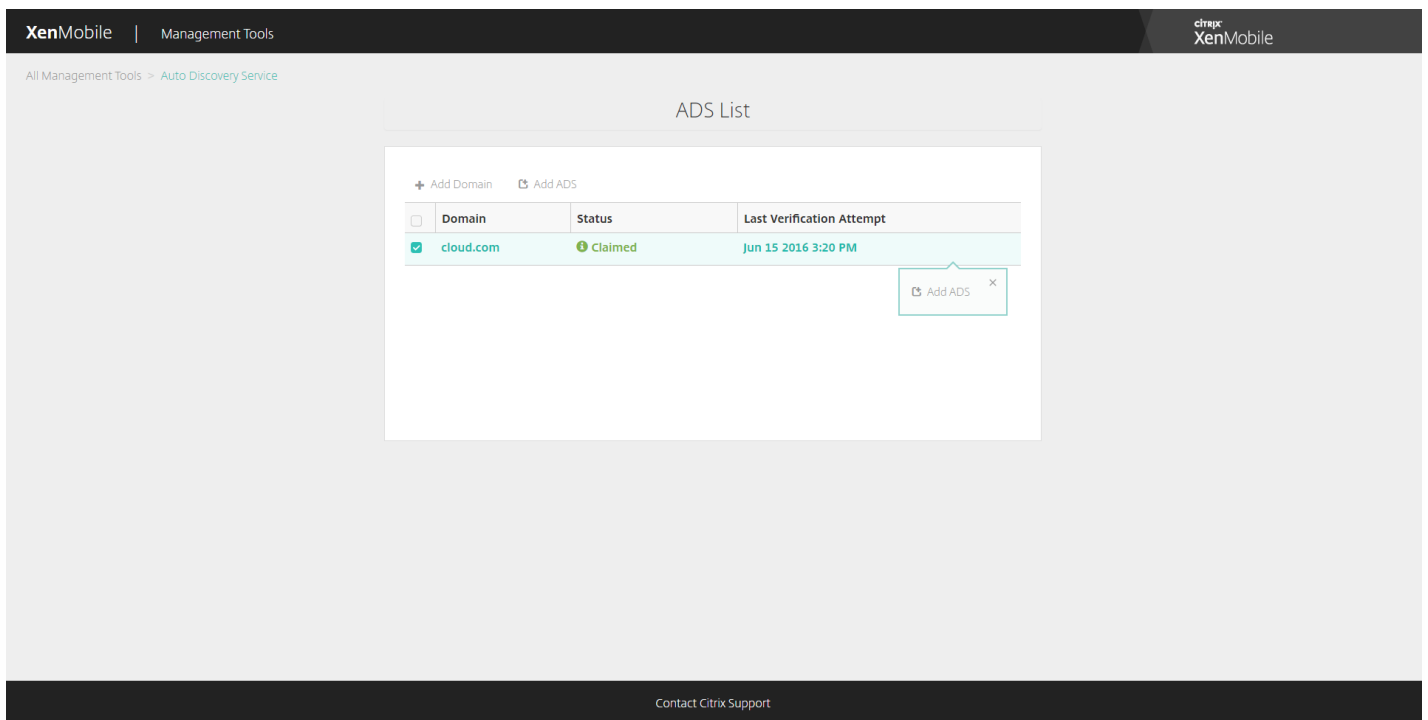 XenMobile | Management Tools
CITRIX
XenMobile
All Management Tools > Auto Discovery Service
ADS List
Add Domain Add ADS
Domain Status Last Verification Attempt
cloud.com Claimed Jun 15 2016 3:20 PM
Add ADS
Contact Citrix Support